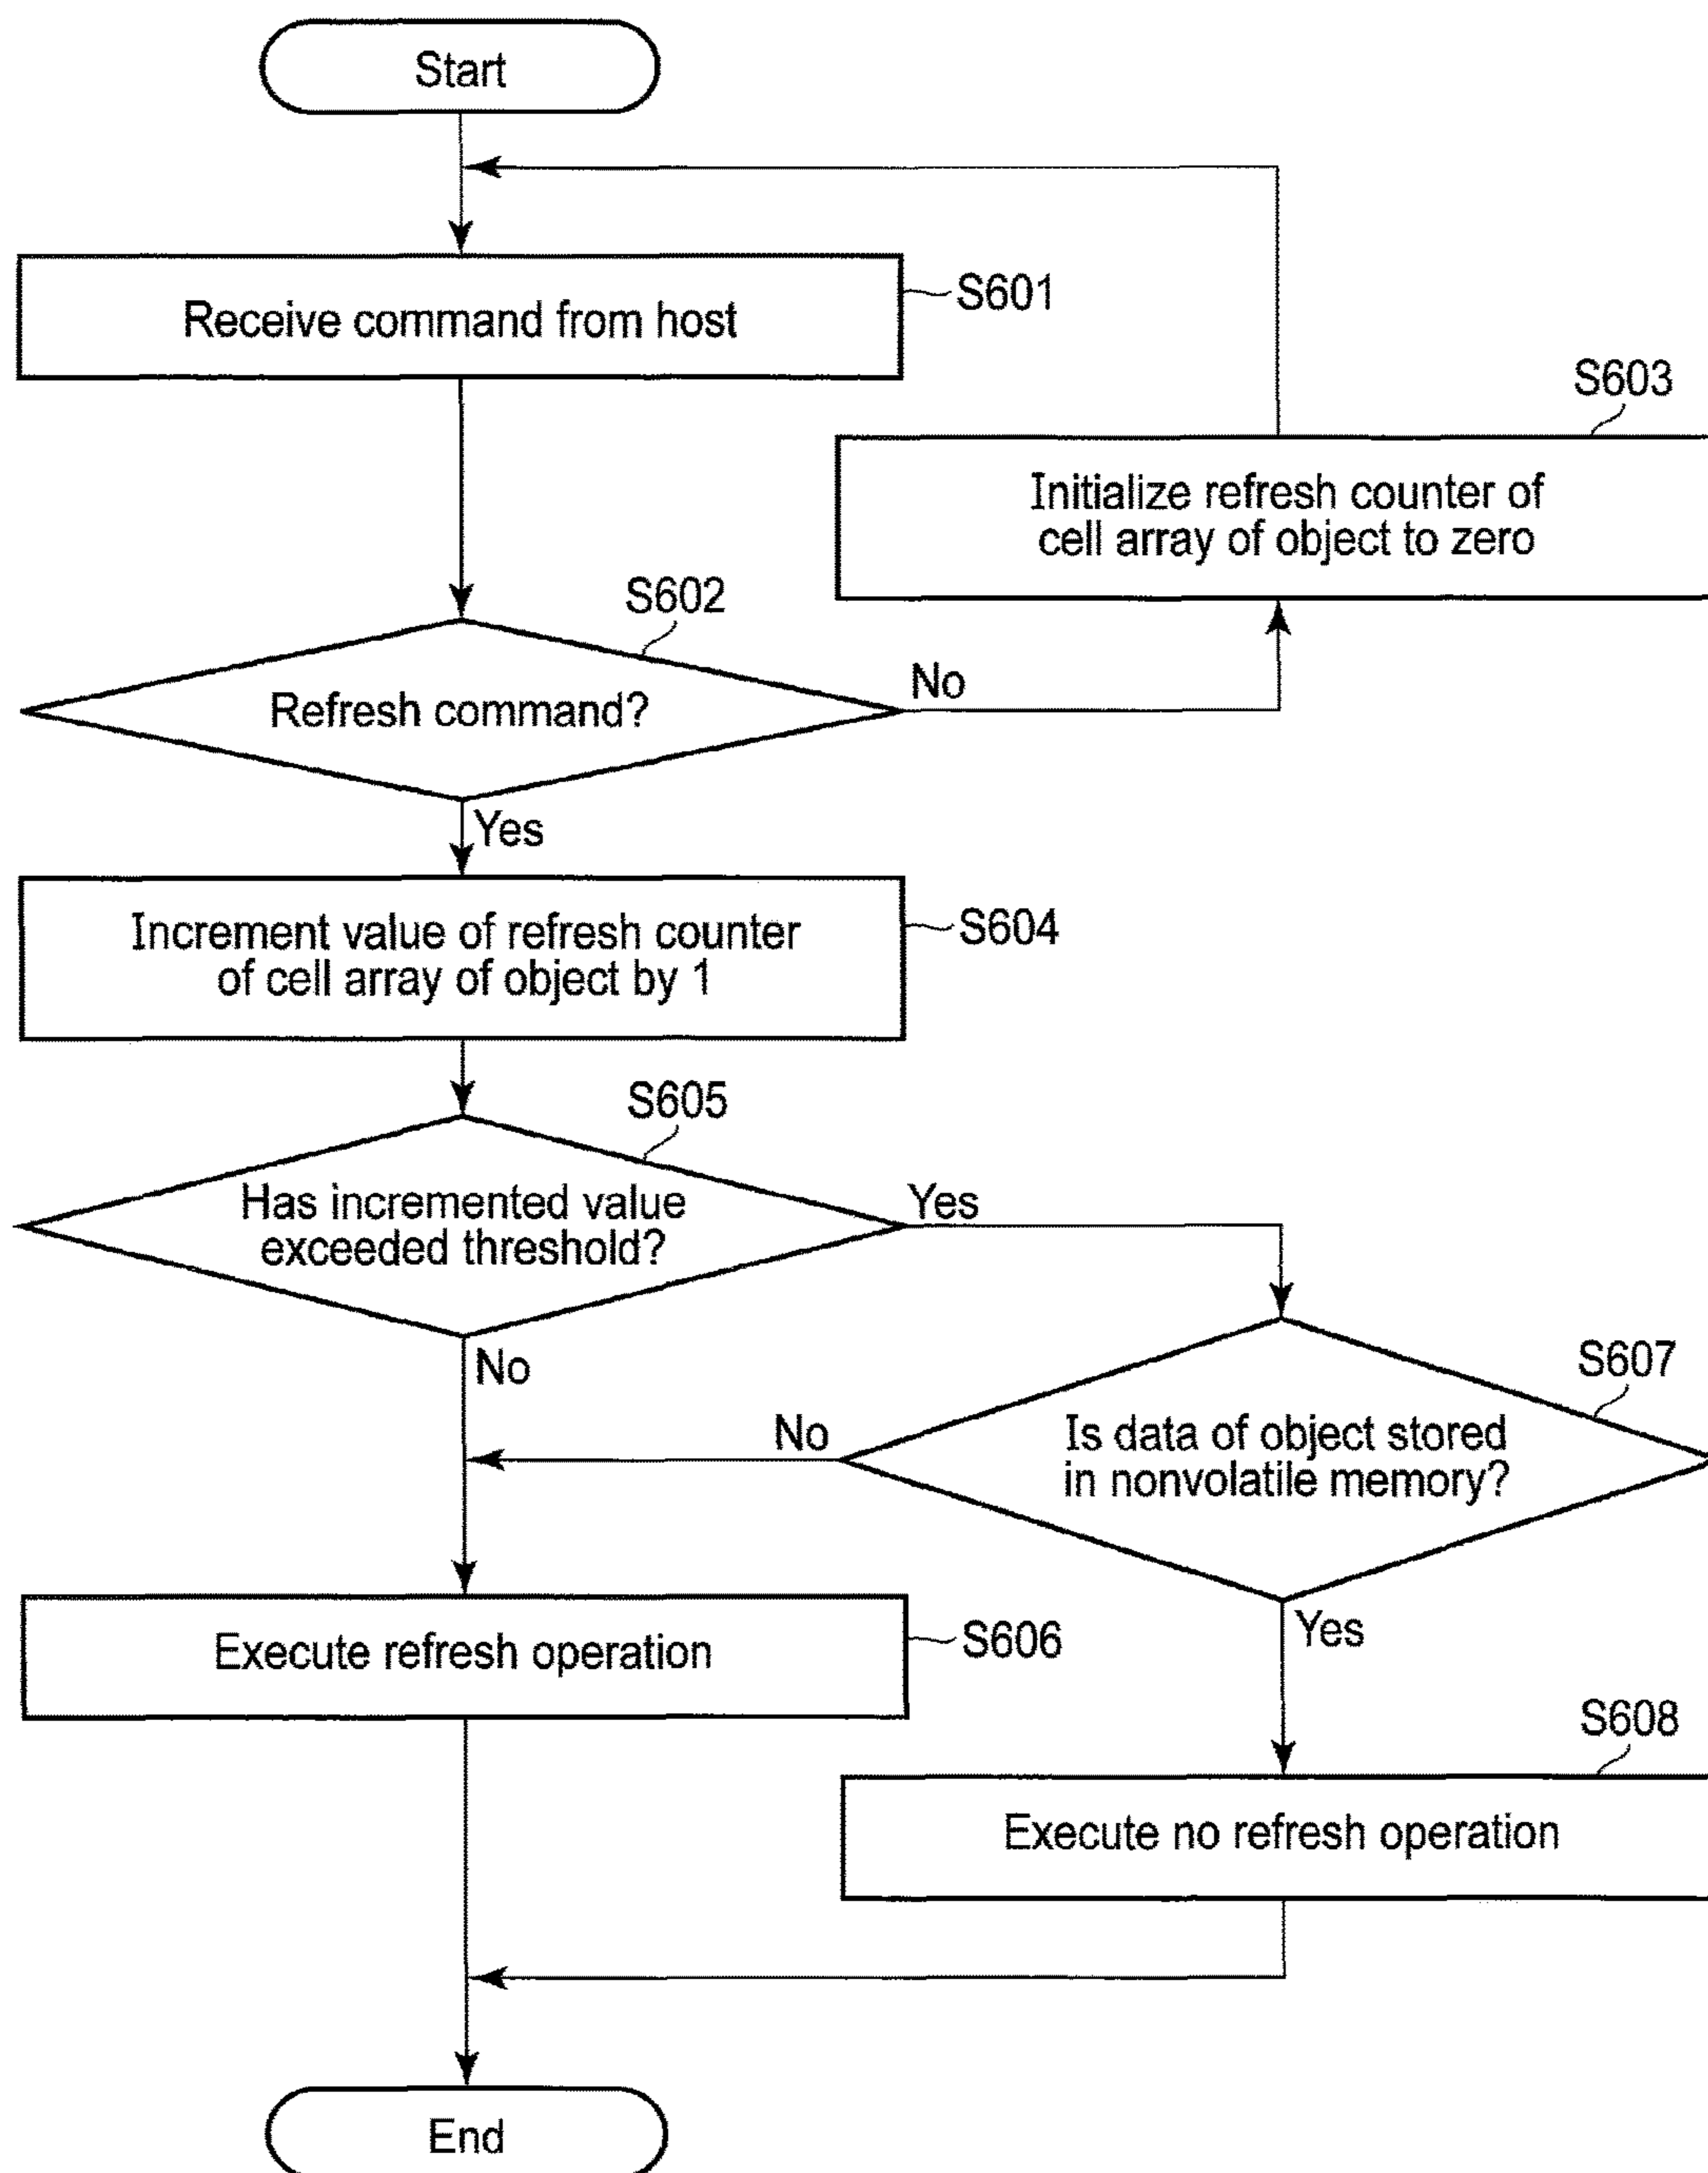 Start
Receive command from host
S601
S603
Initialize refresh counter of
cell array of object to zero
S602
Refresh command?
No
Yes
Increment value of refresh counter
of cell array of object by 1
S604
S605
Has incremented value
exceeded threshold?
Yes
No
S607
Is data of object stored
in nonvolatile memory?
No
Yes
Execute refresh operation
S606
S608
Execute no refresh operation
End